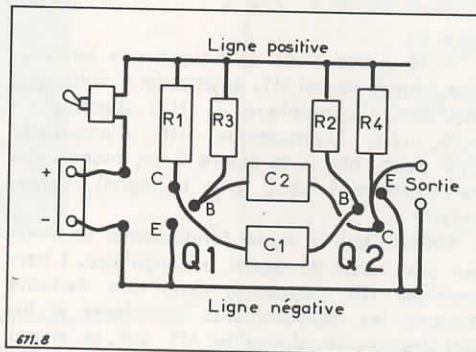 Ligne positive
R1
R3
R2
R4
+
-
C
C2
B
B
E
Sortie
E
Q1
C1
Q2
C
Ligne négative
671.8